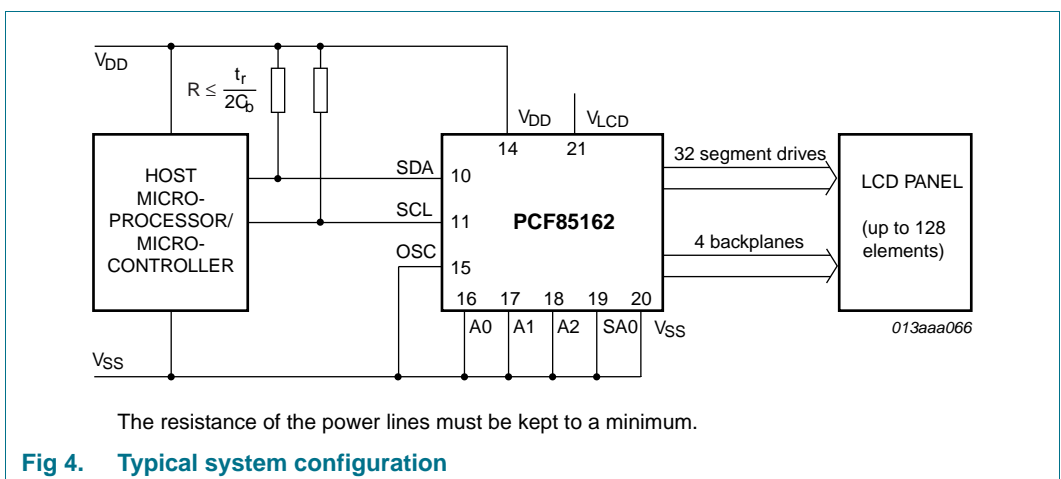 VDD
R ≤ tr
2Cb
VDD
VLCD
14
21
HOST
MICRO-
PROCESSOR/
MICRO-
CONTROLLER
SDA
10
SCL
11
OSC
15
PCF85162
32 segment drives
4 backplanes
LCD PANEL
(up to 128
elements)
16 17 18 19 20
A0 A1 A2 SA0 VSS
013aaa066
VSS
The resistance of the power lines must be kept to a minimum.
Fig 4. Typical system configuration